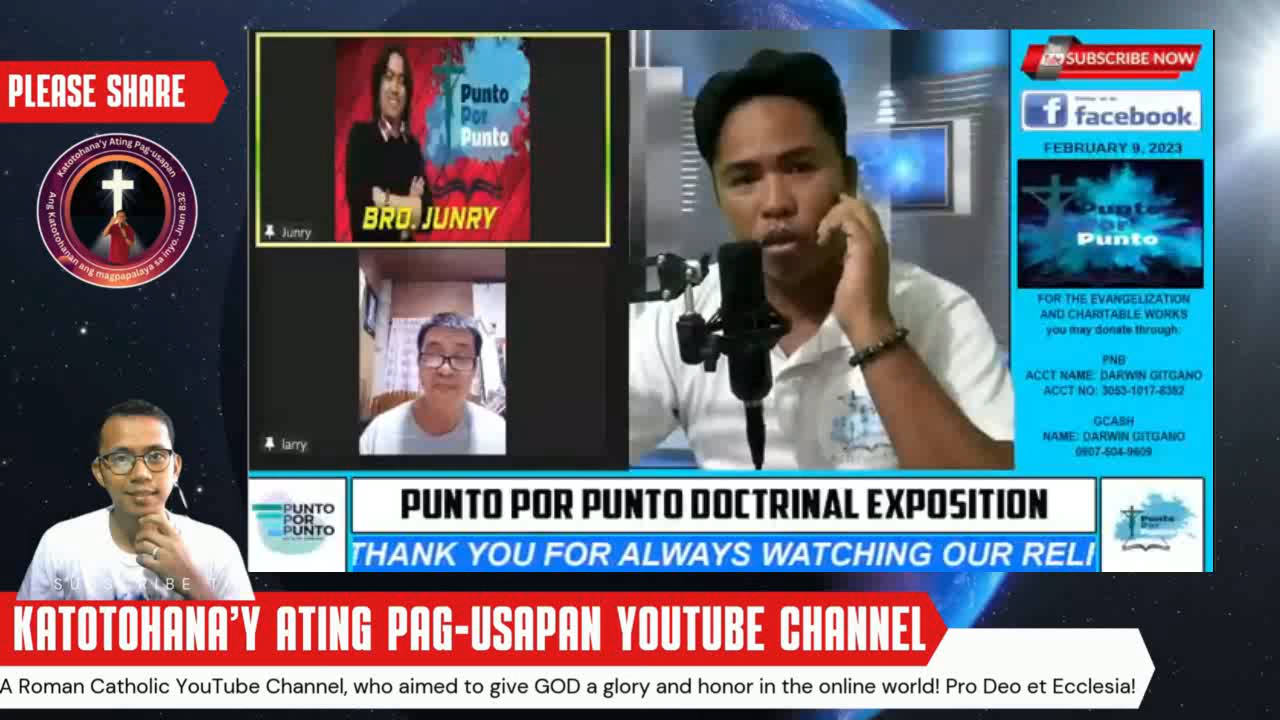 PLEASE SHARE
Katotohana'y Ating Pag-usapan
Ang Katotohanan ang magpapalaya sa inyo. Juan 8:32
Punto
Por
Punto
BRO. JUNRY
Junry
larry
SUBSCRIBE NOW
facebook
FEBRUARY 9, 2023
Punto
Por
Punto
FOR THE EVANGELIZATION
AND CHARITABLE WORKS
you may donate through:
PNB
ACCT NAME: DARWIN GITGANO
ACCT NO: 3053-1017-8382
GCASH
NAME: DARWIN GITGANO
0907-504-9609
PUNTO
POR
PUNTO
PUNTO POR PUNTO DOCTRINAL EXPOSITION
THANK YOU FOR ALWAYS WATCHING OUR RELI
Punto
Por
SUBSCRIBE T
KATOTOHANA'Y ATING PAG-USAPAN YOUTUBE CHANNEL
A Roman Catholic YouTube Channel, who aimed to give GOD a glory and honor in the online world! Pro Deo et Ecclesia!